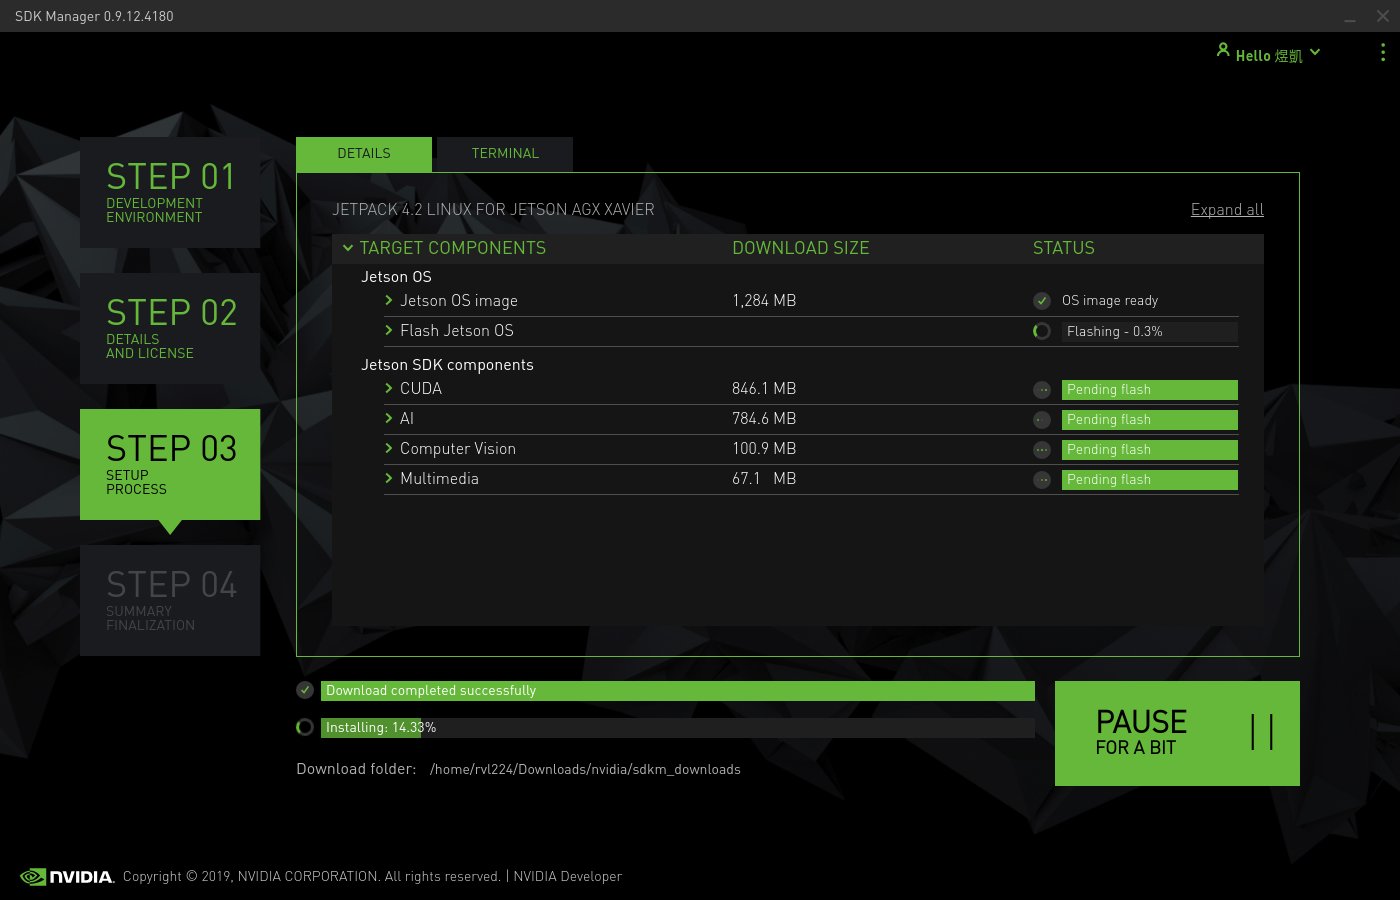 SDK Manager 0.9.12.4180
Hello 煜凱
STEP 01
DEVELOPMENT
ENVIRONMENT
STEP 02
DETAILS
AND LICENSE
STEP 03
SETUP
PROCESS
STEP 04
SUMMARY
FINALIZATION
DETAILS TERMINAL
JETPACK 4.2 LINUX FOR JETSON AGX XAVIER Expand all
TARGET COMPONENTS DOWNLOAD SIZE STATUS
Jetson OS
Jetson OS image 1,284 MB OS image ready
Flash Jetson OS Flashing - 0.3%
Jetson SDK components
CUDA 846.1 MB Pending flash
AI 784.6 MB Pending flash
Computer Vision 100.9 MB Pending flash
Multimedia 67.1 MB Pending flash
Download completed successfully
Installing: 14.33%
Download folder: /home/rvl224/Downloads/nvidia/sdkm_downloads
PAUSE
FOR A BIT
NVIDIA. Copyright © 2019, NVIDIA CORPORATION. All rights reserved. | NVIDIA Developer